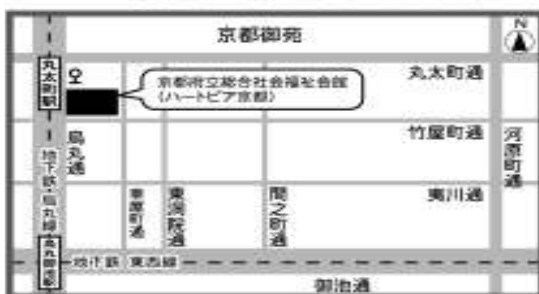 京都御苑
N
丸太町駅
京都府立総合社会福祉会館
(ハートピア京都)
丸太町通
竹屋町通
河原町通
烏丸通
地下鉄・烏丸線
車屋町通
東洞院通
間之町通
夷川通
烏丸御池駅
地下鉄 東西線
御池通